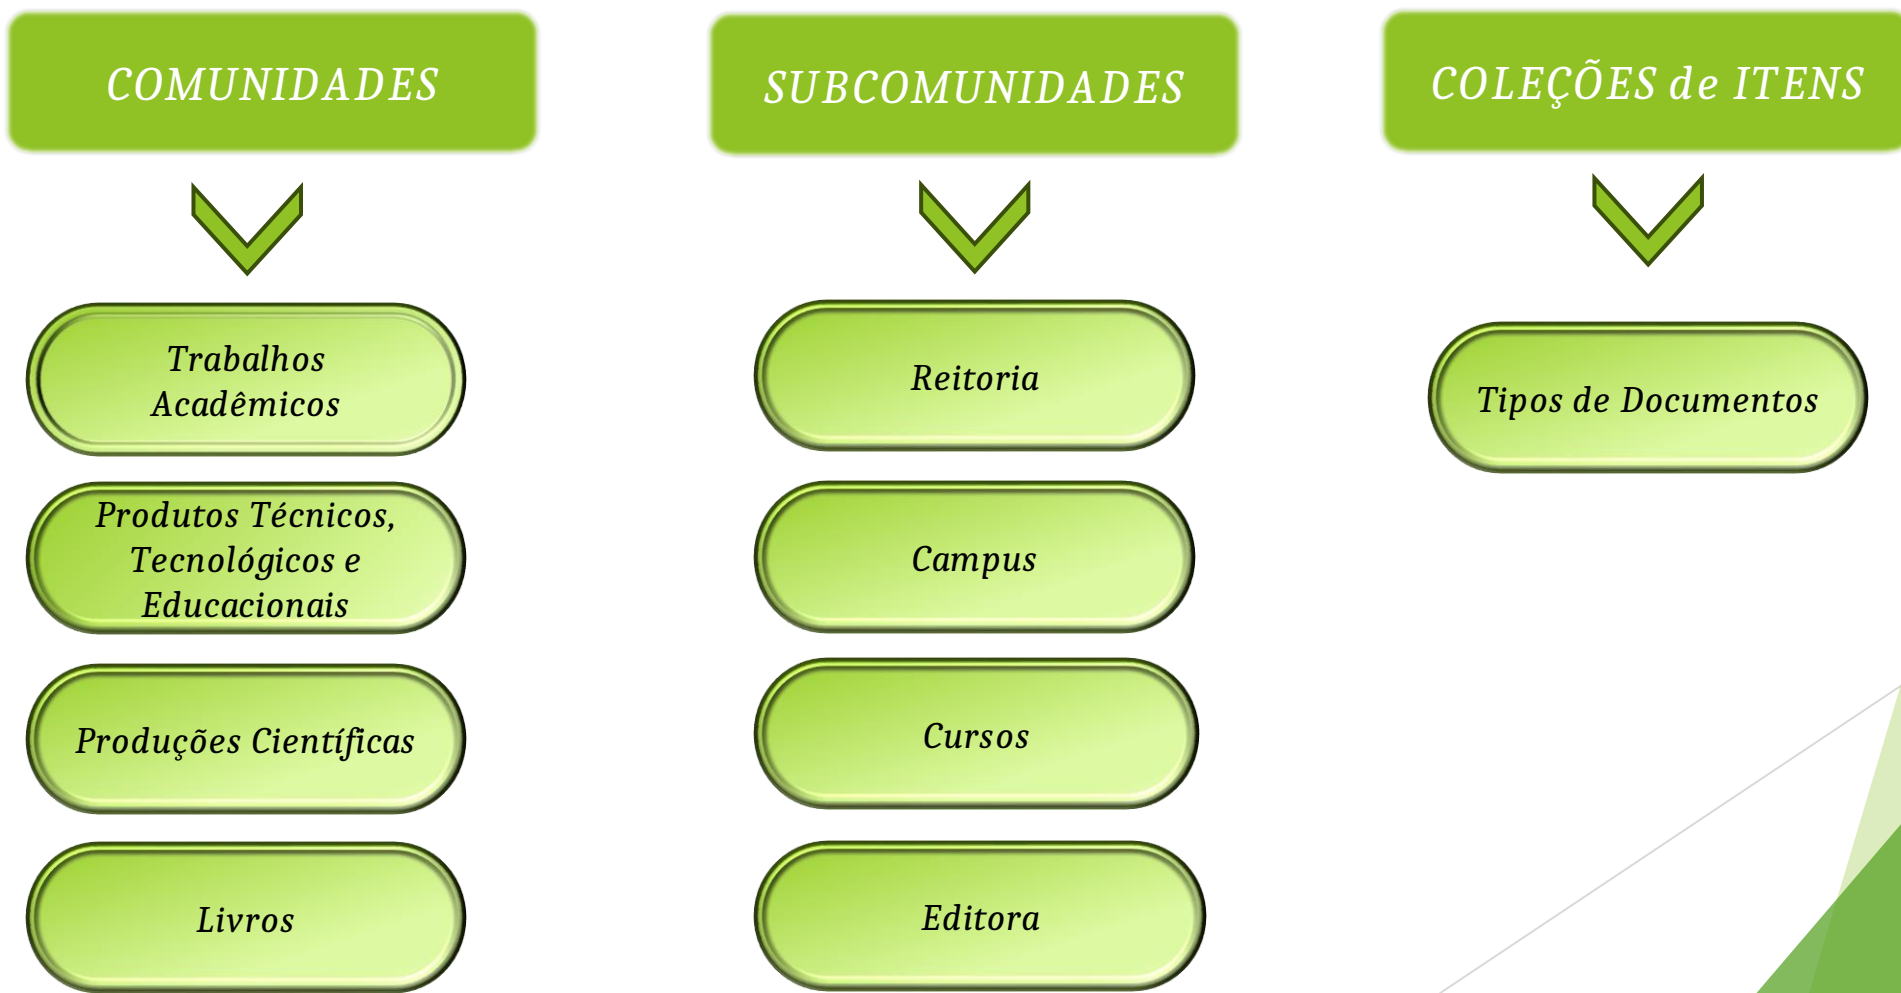 COMUNIDADES
Trabalhos
Acadêmicos
Produtos Técnicos,
Tecnológicos e
Educacionais
Produções Científicas
Livros
SUBCOMUNIDADES
Reitoria
Campus
Cursos
Editora
COLEÇÕES de ITENS
Tipos de Documentos